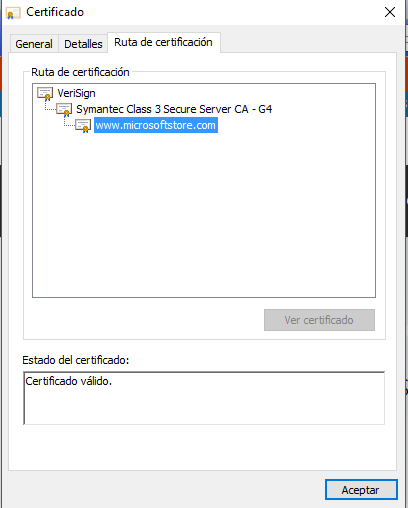 Certificado
General Detalles Ruta de certificación
Ruta de certificación
VeriSign
Symantec Class 3 Secure Server CA - G4
www.microsoftstore.com
Ver certificado
Estado del certificado:
Certificado válido.
Aceptar